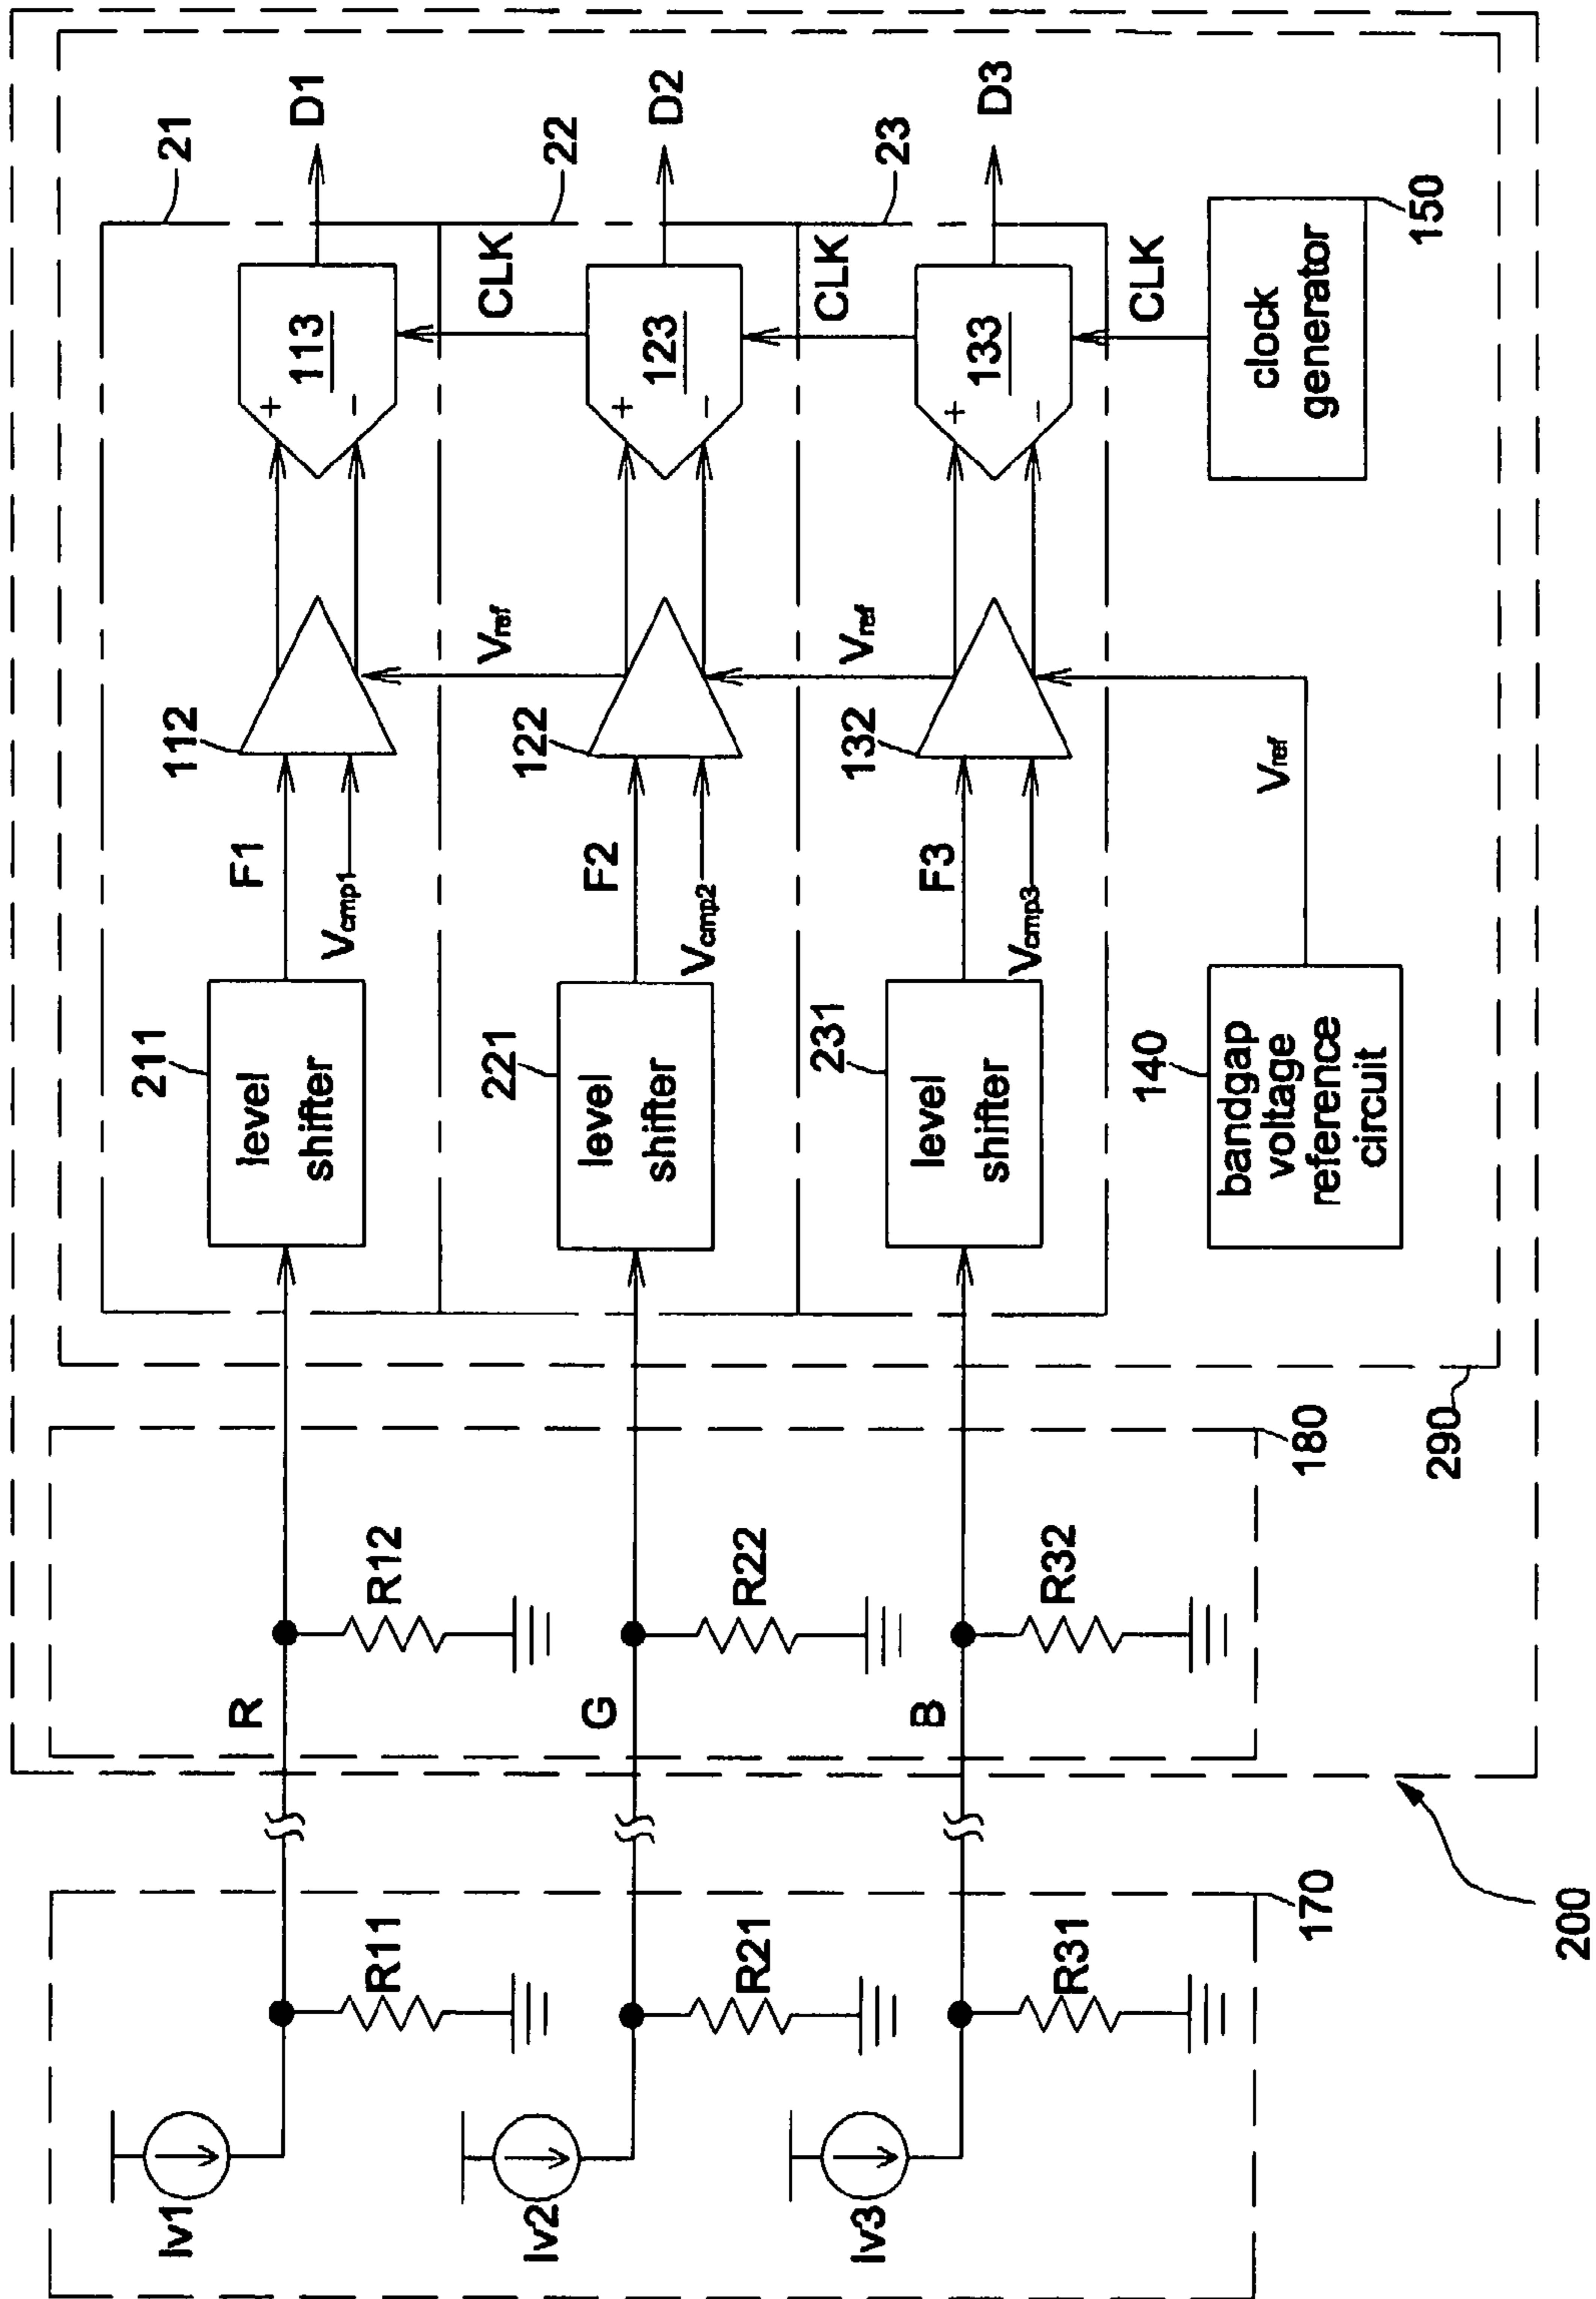 Iv1
R11
R
R12
211
level
shifter
F1
Vcmp1
112
+
−
113
D1
21
Iv2
R21
G
R22
221
level
shifter
F2
Vcmp2
122
Vref
+
−
123
CLK
D2
22
Iv3
R31
B
R32
231
level
shifter
F3
Vcmp3
132
Vref
+
−
133
CLK
D3
23
170
180
140
bandgap
voltage
reference
circuit
Vref
CLK
clock
generator
150
290
200